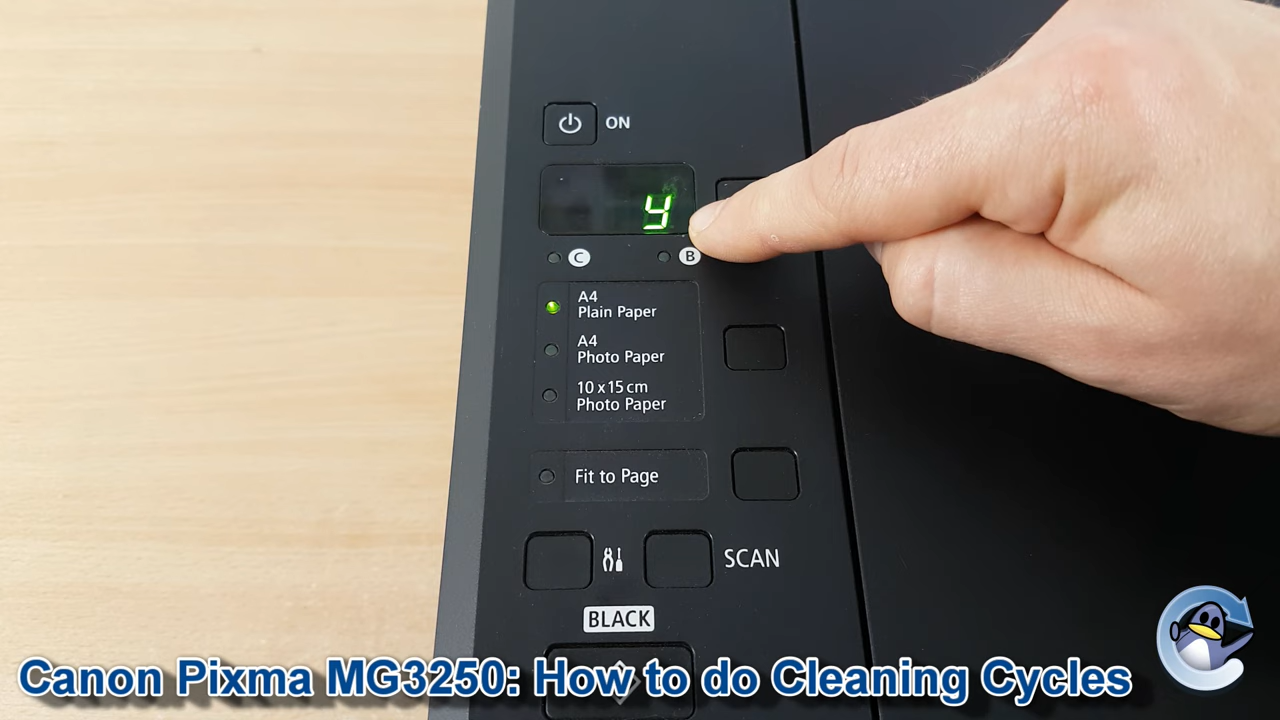 ON
y
C B
A4
Plain Paper
A4
Photo Paper
10 x 15 cm
Photo Paper
Fit to Page
SCAN
BLACK
Canon Pixma MG3250: How to do Cleaning Cycles